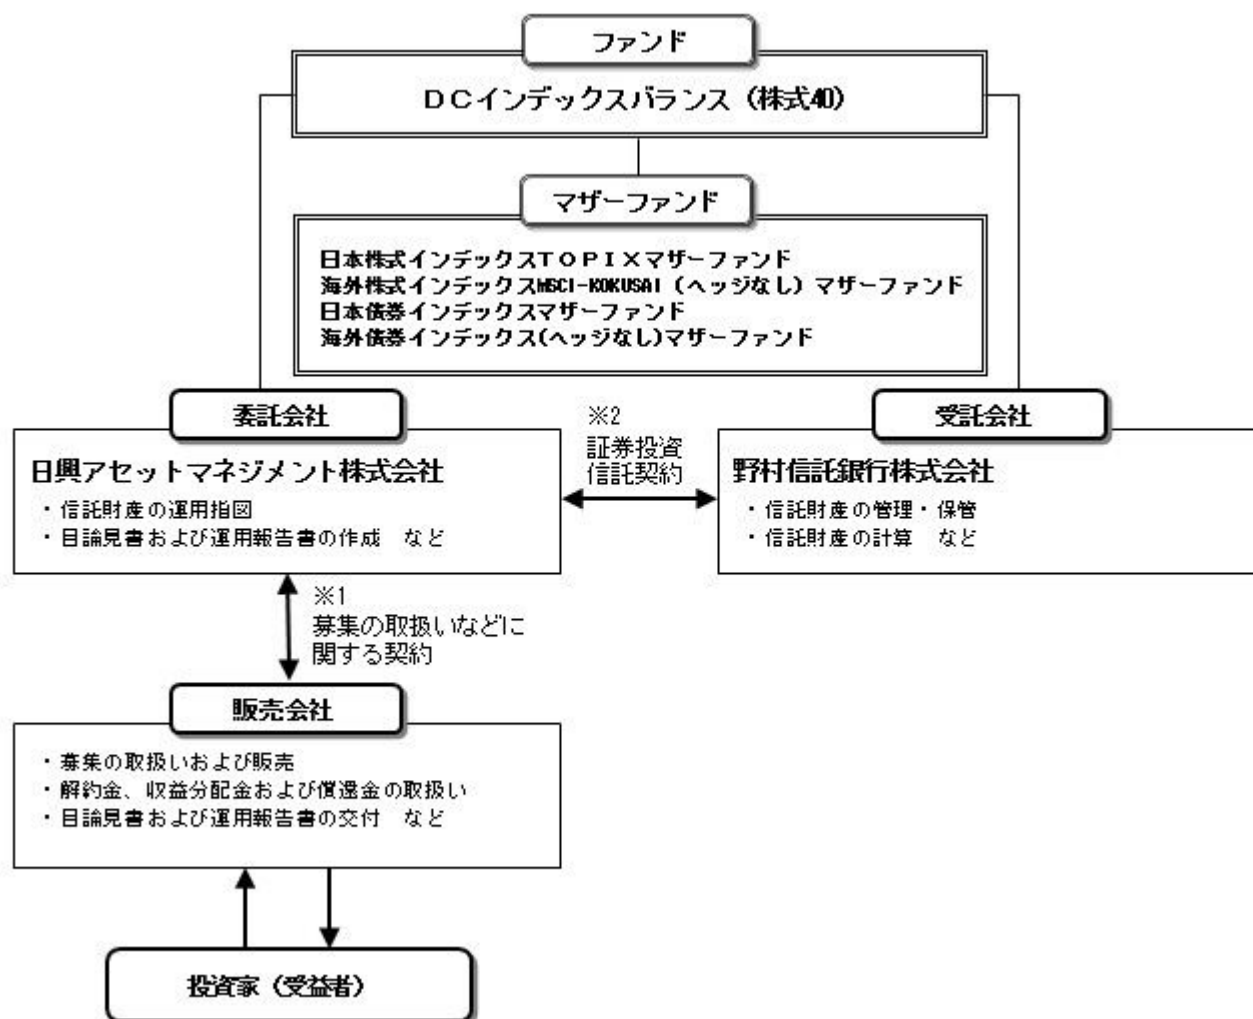 ファンド
ＤＣインデックスバランス（株式40）
マザーファンド
日本株式インデックスＴＯＰＩＸマザーファンド
海外株式インデックスMSCI-KOKUSAI（ヘッジなし）マザーファンド
日本債券インデックスマザーファンド
海外債券インデックス(ヘッジなし)マザーファンド
委託会社
日興アセットマネジメント株式会社
・信託財産の運用指図
・目論見書および運用報告書の作成　など
※2
証券投資
信託契約
受託会社
野村信託銀行株式会社
・信託財産の管理・保管
・信託財産の計算　など
※1
募集の取扱いなどに
関する契約
販売会社
・募集の取扱いおよび販売
・解約金、収益分配金および償還金の取扱い
・目論見書および運用報告書の交付　など
投資家（受益者）